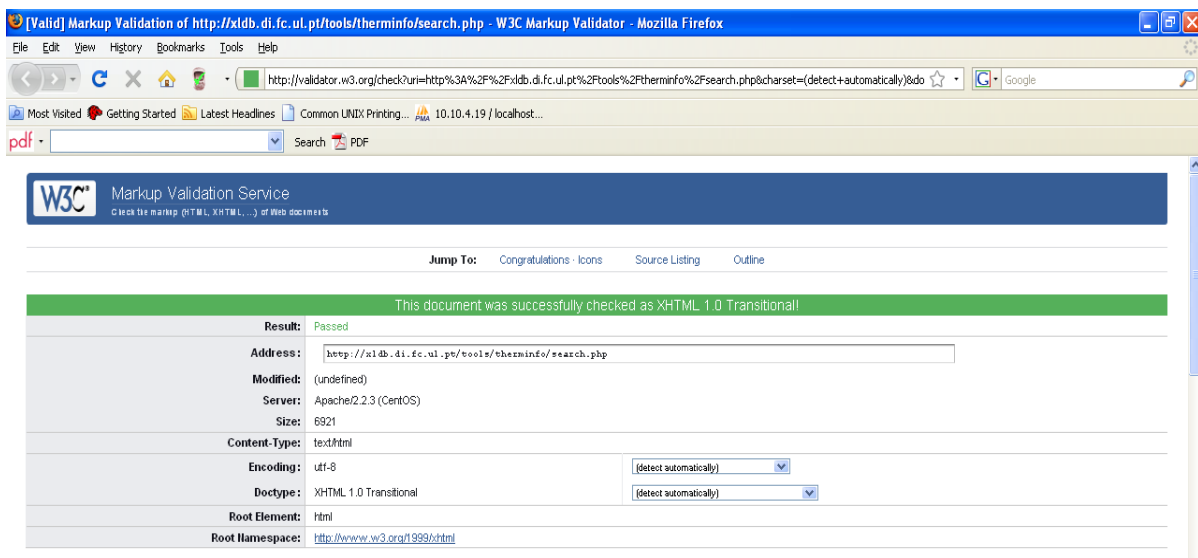 [Valid] Markup Validation of http://xldb.di.fc.ul.pt/tools/therminfo/search.php - W3C Markup Validator - Mozilla Firefox
File Edit View History Bookmarks Tools Help
http://validator.w3.org/check?uri=http%3A%2F%2Fxldb.di.fc.ul.pt%2Ftools%2Ftherminfo%2Fsearch.php&charset=(detect+automatically)&do G Google
Most Visited Getting Started Latest Headlines Common UNIX Printing... PMA 10.10.4.19 / localhost...
pdf Search PDF
W3C® Markup Validation Service
Check the markup (HTML, XHTML, ...) of Web documents
Jump To: Congratulations · Icons Source Listing Outline
This document was successfully checked as XHTML 1.0 Transitional!
Result: Passed
Address: http://xldb.di.fc.ul.pt/tools/therminfo/search.php
Modified: (undefined)
Server: Apache/2.2.3 (CentOS)
Size: 6921
Content-Type: text/html
Encoding: utf-8 (detect automatically)
Doctype: XHTML 1.0 Transitional (detect automatically)
Root Element: html
Root Namespace: http://www.w3.org/1999/xhtml